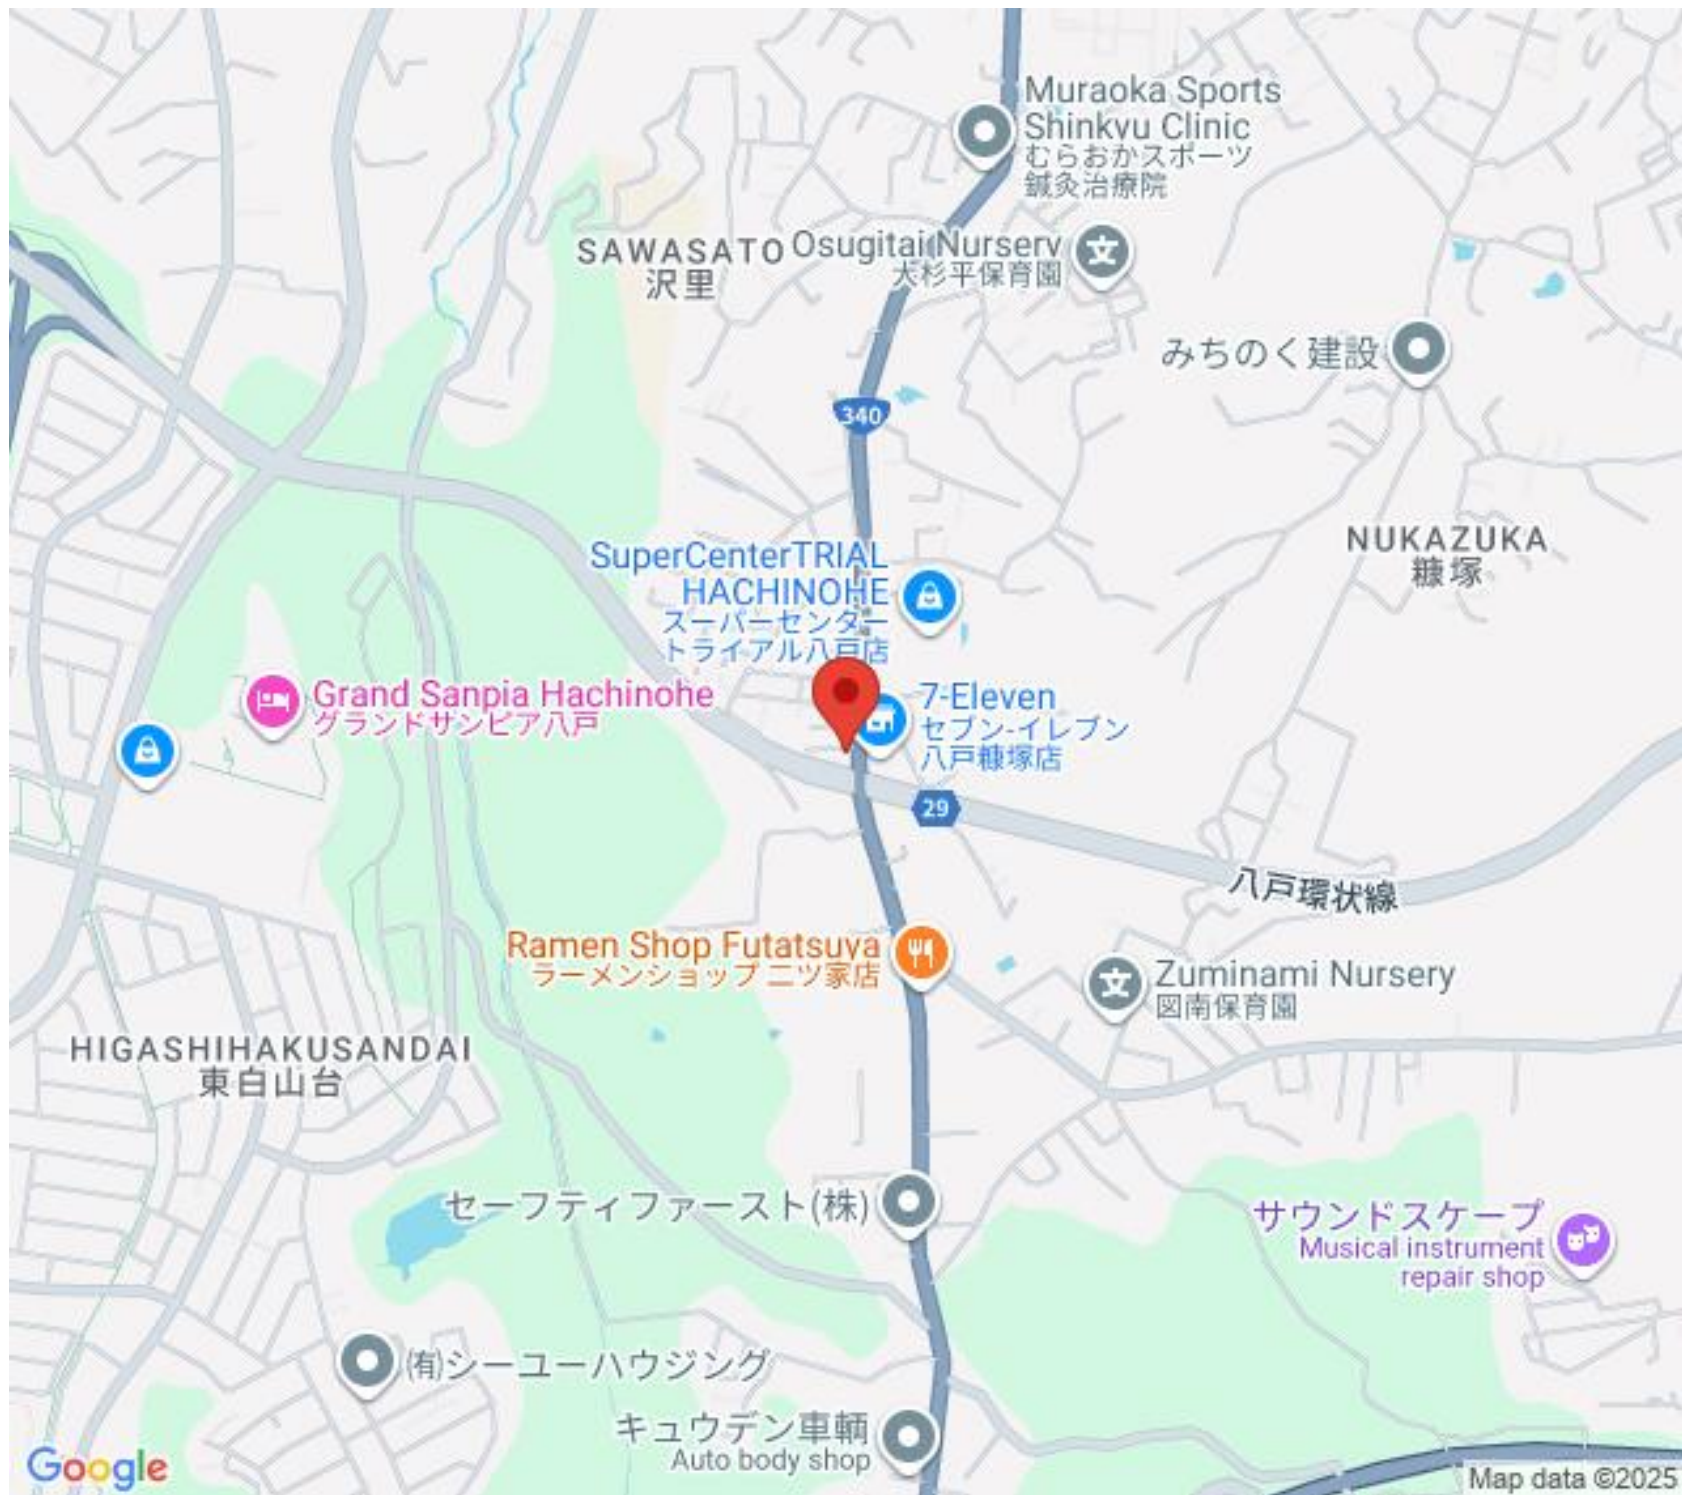 Muraoka Sports
Shinkyu Clinic
むらおかスポーツ
鍼灸治療院
SAWASATO
沢里
Osugitai Nursery
大杉平保育園
みちのく建設
340
NUKAZUKA
糠塚
SuperCenterTRIAL
HACHINOHE
スーパーセンター
トライアル八戸店
Grand Sanpia Hachinohe
グランドサンピア八戸
7-Eleven
セブン-イレブン
八戸糠塚店
29
八戸環状線
Ramen Shop Futatsuya
ラーメンショップ 二ツ家店
Zuminami Nursery
図南保育園
HIGASHIHAKUSANDAI
東白山台
セーフティファースト(株)
サウンドスケープ
Musical instrument
repair shop
㈲シーユーハウジング
キュウデン車輌
Auto body shop
Google
Map data ©2025